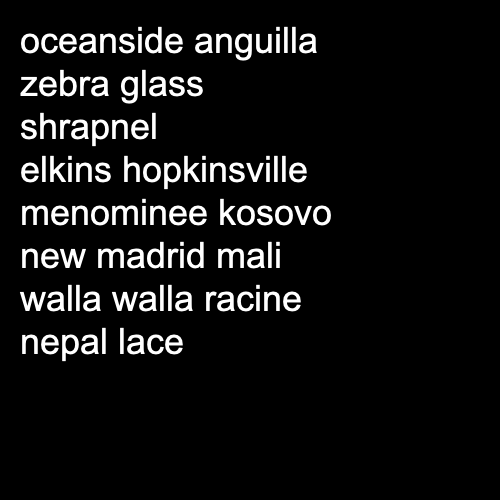 oceanside anguilla
zebra glass
shrapnel
elkins hopkinsville
menominee kosovo
new madrid mali
walla walla racine
nepal lace